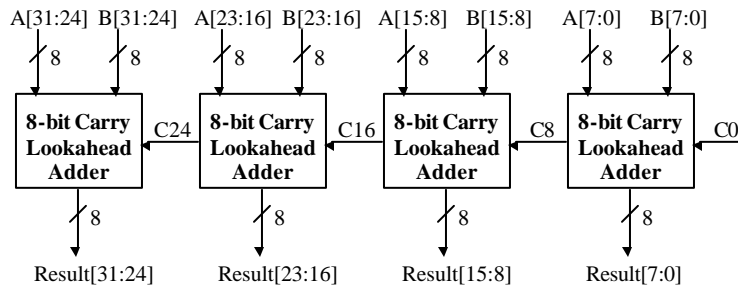 A[31:24] B[31:24] A[23:16] B[23:16] A[15:8] B[15:8] A[7:0] B[7:0]
8 8 8 8 8 8 8 8
8-bit Carry Lookahead Adder
C24
8-bit Carry Lookahead Adder
C16
8-bit Carry Lookahead Adder
C8
8-bit Carry Lookahead Adder
C0
8 8 8 8
Result[31:24] Result[23:16] Result[15:8] Result[7:0]